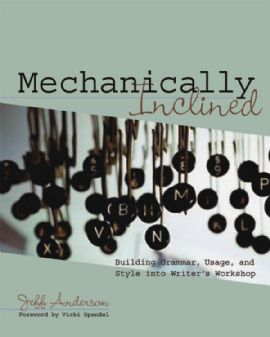 Mechanically
Inclined
Building Grammar, Usage, and
Style into Writer's Workshop
Jeff Anderson
Foreword by Vicki Spandel